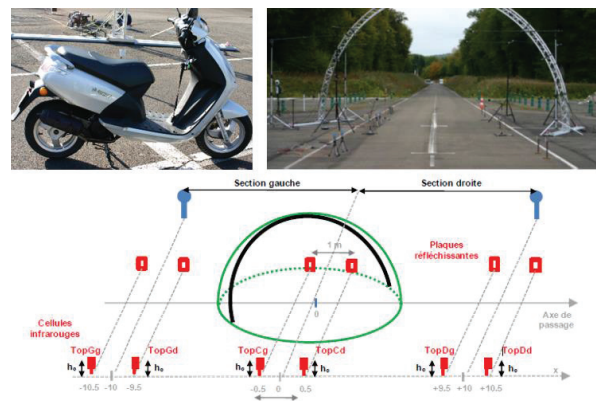 Section gauche
Section droite
1 m
Plaques
réfléchissantes
0
Axe de
passage
Cellules
infrarouges
TopGg
TopGd
TopCg
TopCd
TopDg
TopDd
h₀
h₀
h₀
h₀
h₀
h₀
x
-10.5
-10
-9.5
-0.5
0
0.5
+9.5
+10
+10.5